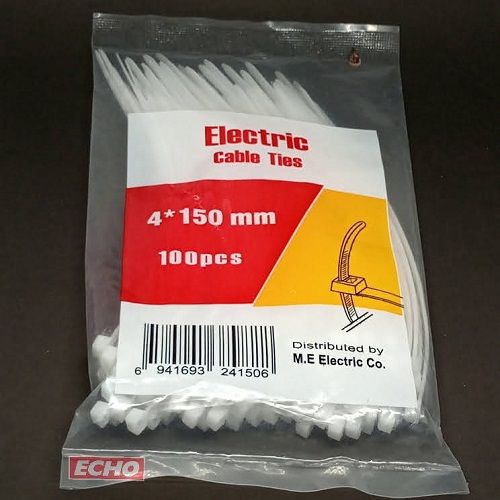 Electric
Cable Ties
4*150 mm
100pcs
6 941693 241506
Distributed by
M.E Electric Co.
ECHO